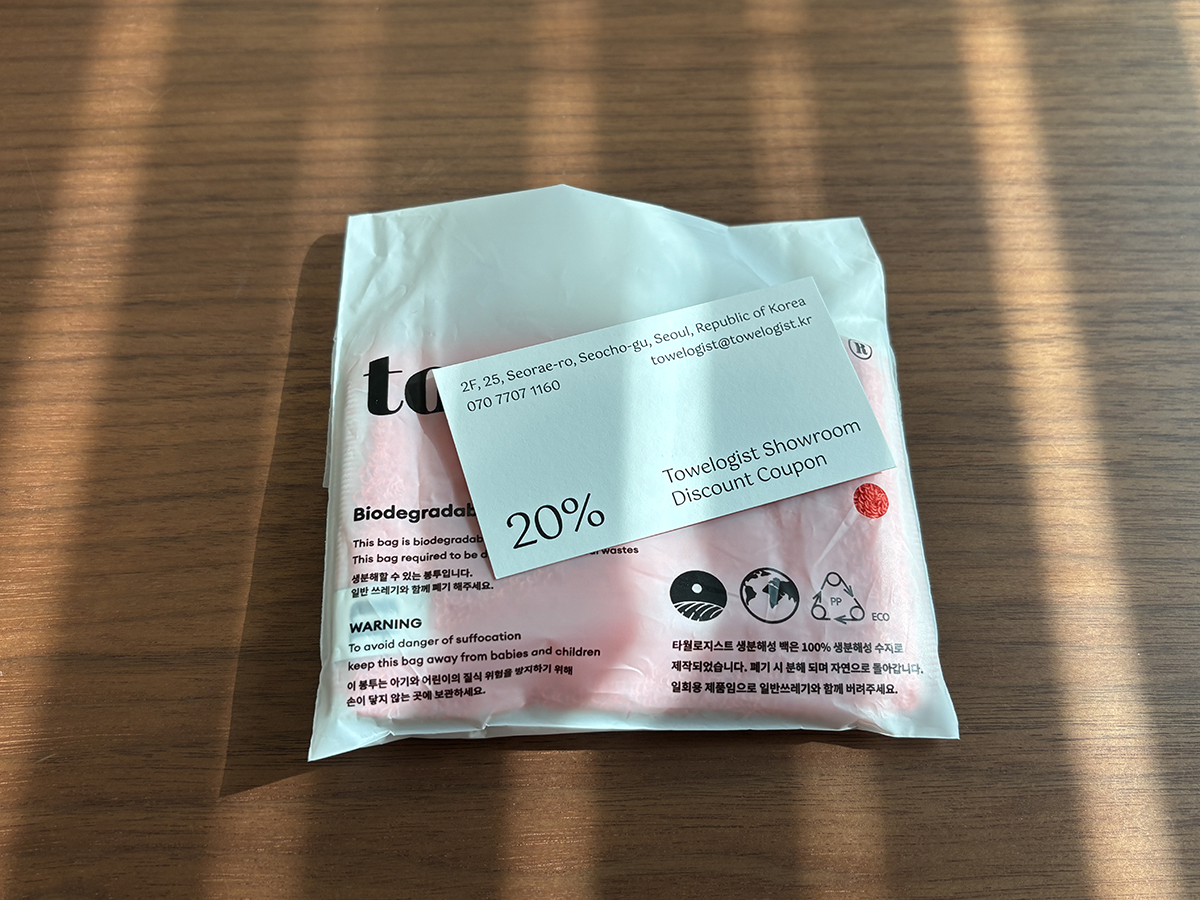 2F, 25, Seorae-ro, Seocho-gu, Seoul, Republic of Korea
070 7707 1160
towelogist@towelogist.kr
20%
Towelogist Showroom
Discount Coupon
®
Biodegradab
This bag is biodegradab
This bag required to be wastes
생분해할 수 있는 봉투입니다.
일반 쓰레기와 함께 폐기 해주세요.
WARNING
To avoid danger of suffocation
keep this bag away from babies and children
이 봉투는 아기와 어린이의 질식 위험을 방지하기 위해
손이 닿지 않는 곳에 보관하세요.
PP
ECO
타월로지스트 생분해성 백은 100% 생분해성 수지로
제작되었습니다. 폐기 시 분해 되며 자연으로 돌아갑니다.
일회용 제품임으로 일반쓰레기와 함께 버려주세요.